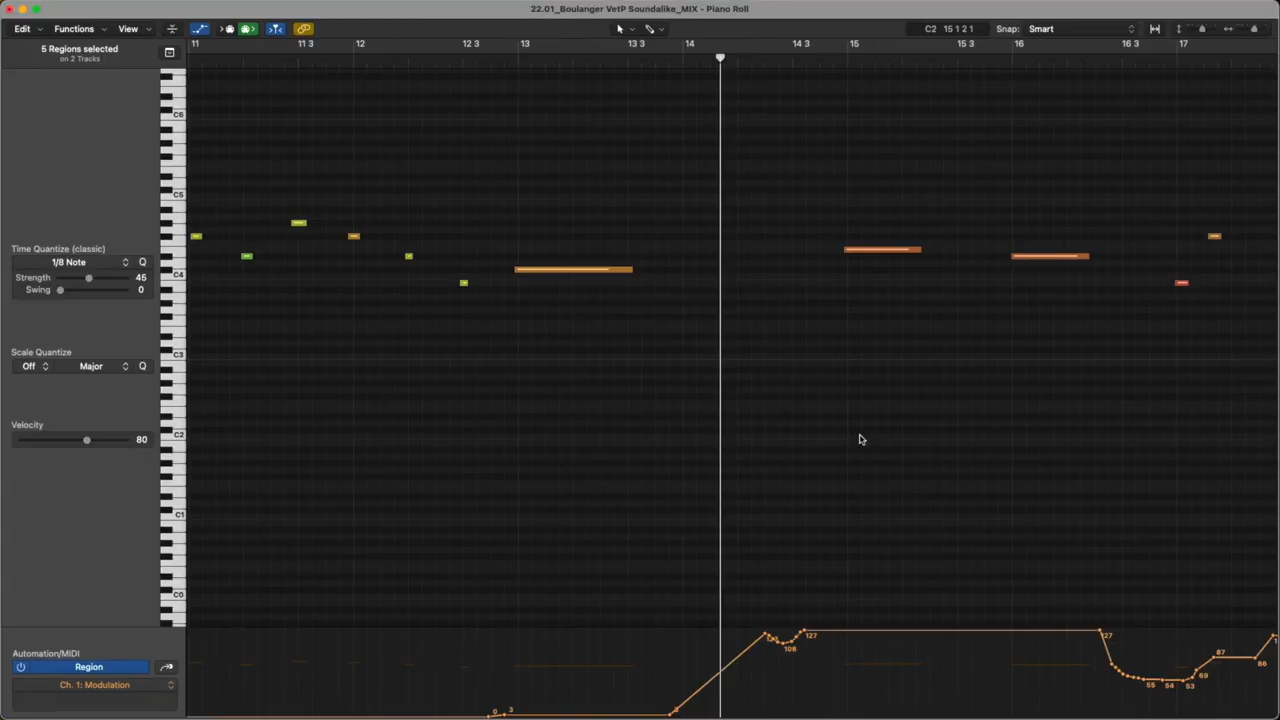 22.01_Boulanger VetP Soundalike_MIX - Piano Roll
Edit Functions View C2 15 1 2 1 Snap: Smart
5 Regions selected
on 2 Tracks
11 11 3 12 12 3 13 13 3 14 14 3 15 15 3 16 16 3 17
C6
C5
Time Quantize (classic)
1/8 Note Q
C4
Strength 45
Swing 0
Scale Quantize
C3
Off Major Q
Velocity
C2
80
C1
C0
Automation/MIDI
127 127
106
Region
87
86
69
Ch. 1: Modulation
55 54 53
0 3